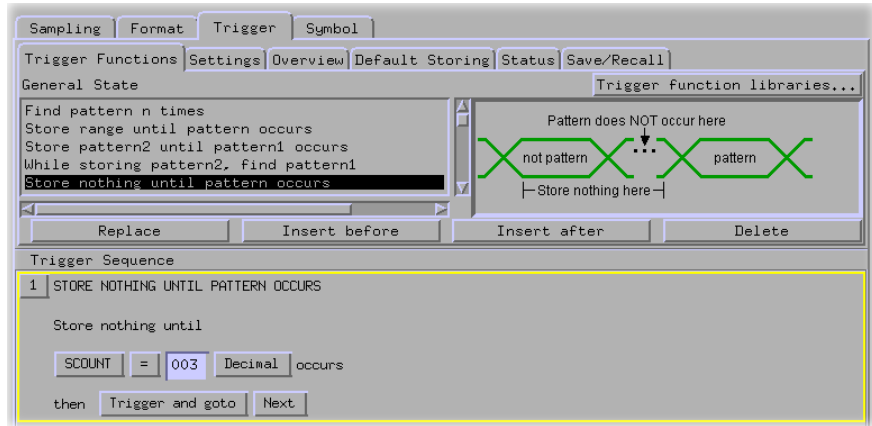 Sampling Format Trigger Symbol
Trigger Functions Settings Overview Default Storing Status Save/Recall
General State
Trigger function libraries...
Find pattern n times
Store range until pattern occurs
Store pattern2 until pattern1 occurs
While storing pattern2, find pattern1
Store nothing until pattern occurs
Pattern does NOT occur here
not pattern ... pattern
Store nothing here
Replace Insert before Insert after Delete
Trigger Sequence
1 STORE NOTHING UNTIL PATTERN OCCURS
Store nothing until
SCOUNT = 003 Decimal occurs
then Trigger and goto Next